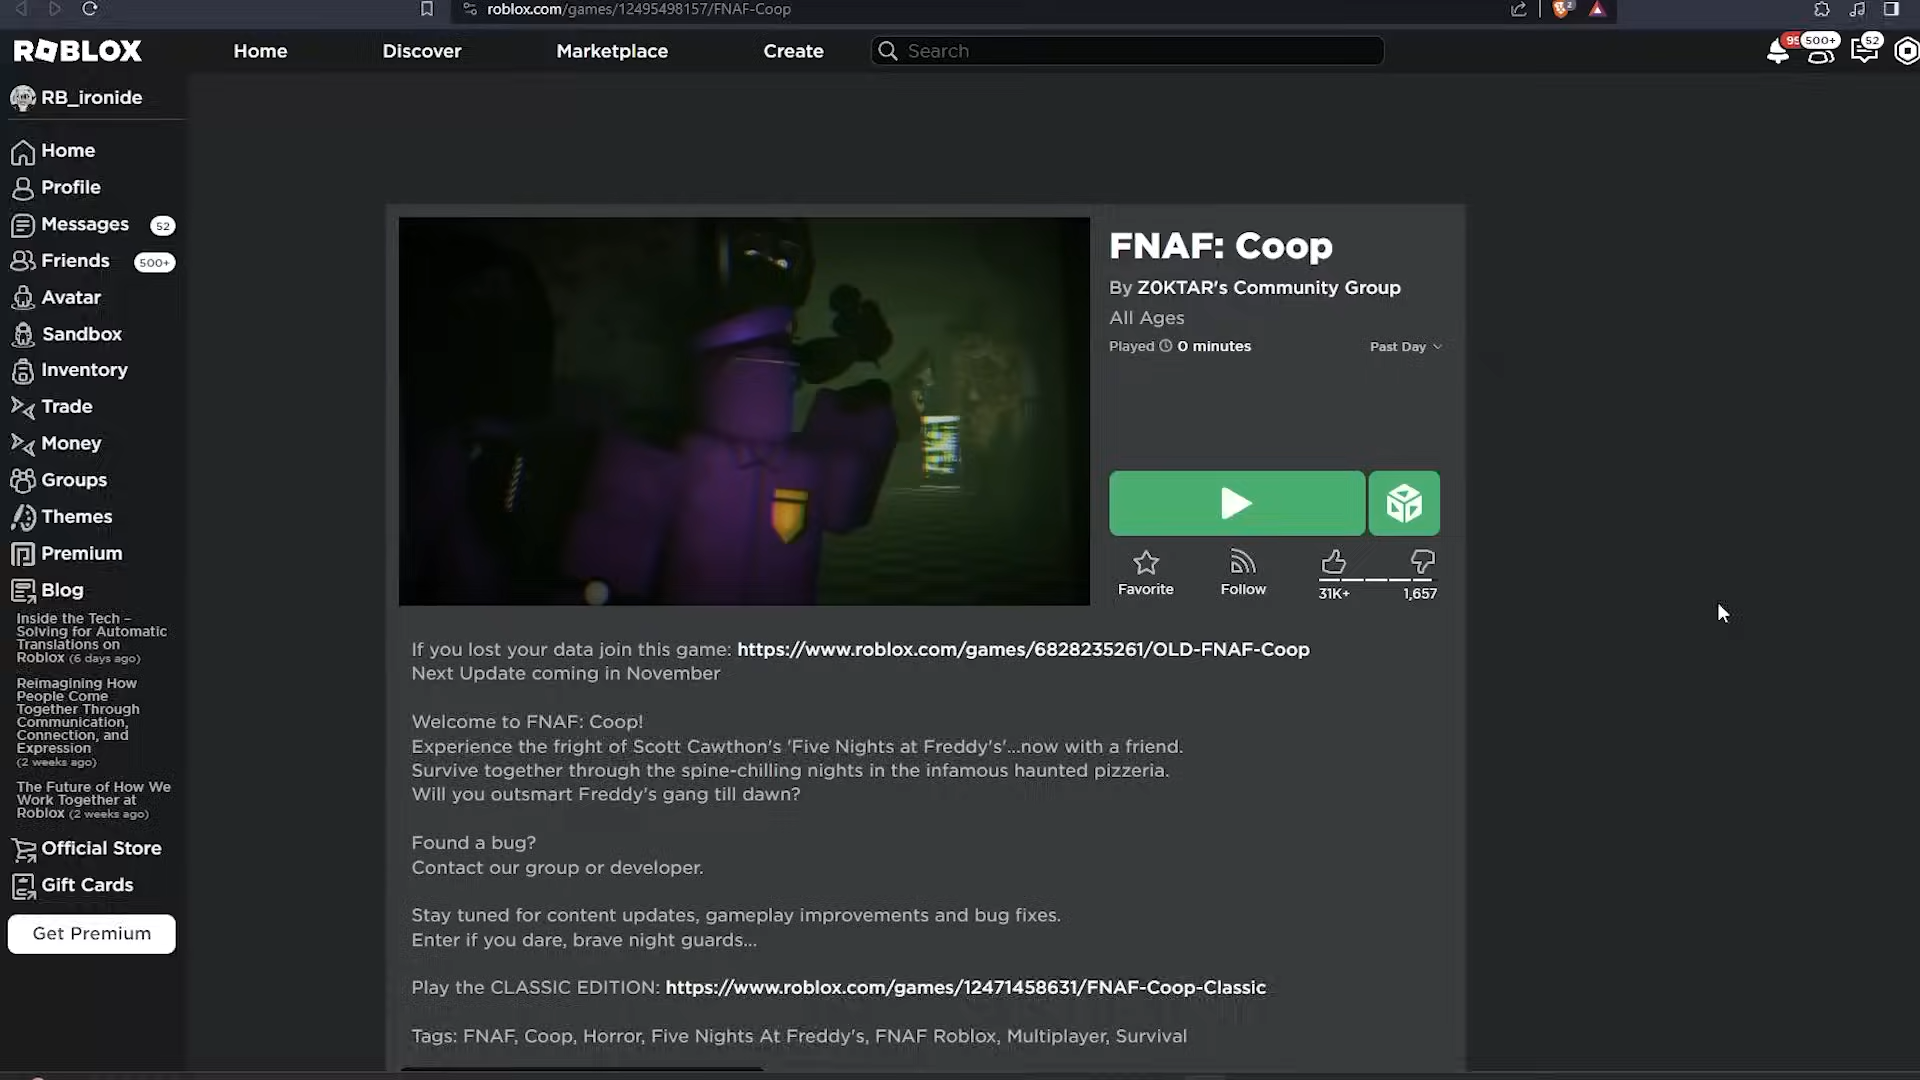 roblox.com/games/12495498157/FNAF-Coop
2
ROBLOX
Home
Discover
Marketplace
Create
Search
99
500+
52
RB_ironide
Home
Profile
Messages 52
Friends 500+
Avatar
Sandbox
Inventory
Trade
Money
Groups
Themes
Premium
Blog
Inside the Tech –
Solving for Automatic
Translations on
Roblox (6 days ago)
Reimagining How
People Come
Together Through
Communication,
Connection, and
Expression
(2 weeks ago)
The Future of How We
Work Together at
Roblox (2 weeks ago)
Official Store
Gift Cards
Get Premium
FNAF: Coop
By Z0KTAR's Community Group
All Ages
Played 0 minutes
Past Day
Favorite
Follow
31K+
1,657
If you lost your data join this game: https://www.roblox.com/games/6828235261/OLD-FNAF-Coop
Next Update coming in November
Welcome to FNAF: Coop!
Experience the fright of Scott Cawthon's 'Five Nights at Freddy's'...now with a friend.
Survive together through the spine-chilling nights in the infamous haunted pizzeria.
Will you outsmart Freddy's gang till dawn?
Found a bug?
Contact our group or developer.
Stay tuned for content updates, gameplay improvements and bug fixes.
Enter if you dare, brave night guards...
Play the CLASSIC EDITION: https://www.roblox.com/games/12471458631/FNAF-Coop-Classic
Tags: FNAF, Coop, Horror, Five Nights At Freddy's, FNAF Roblox, Multiplayer, Survival